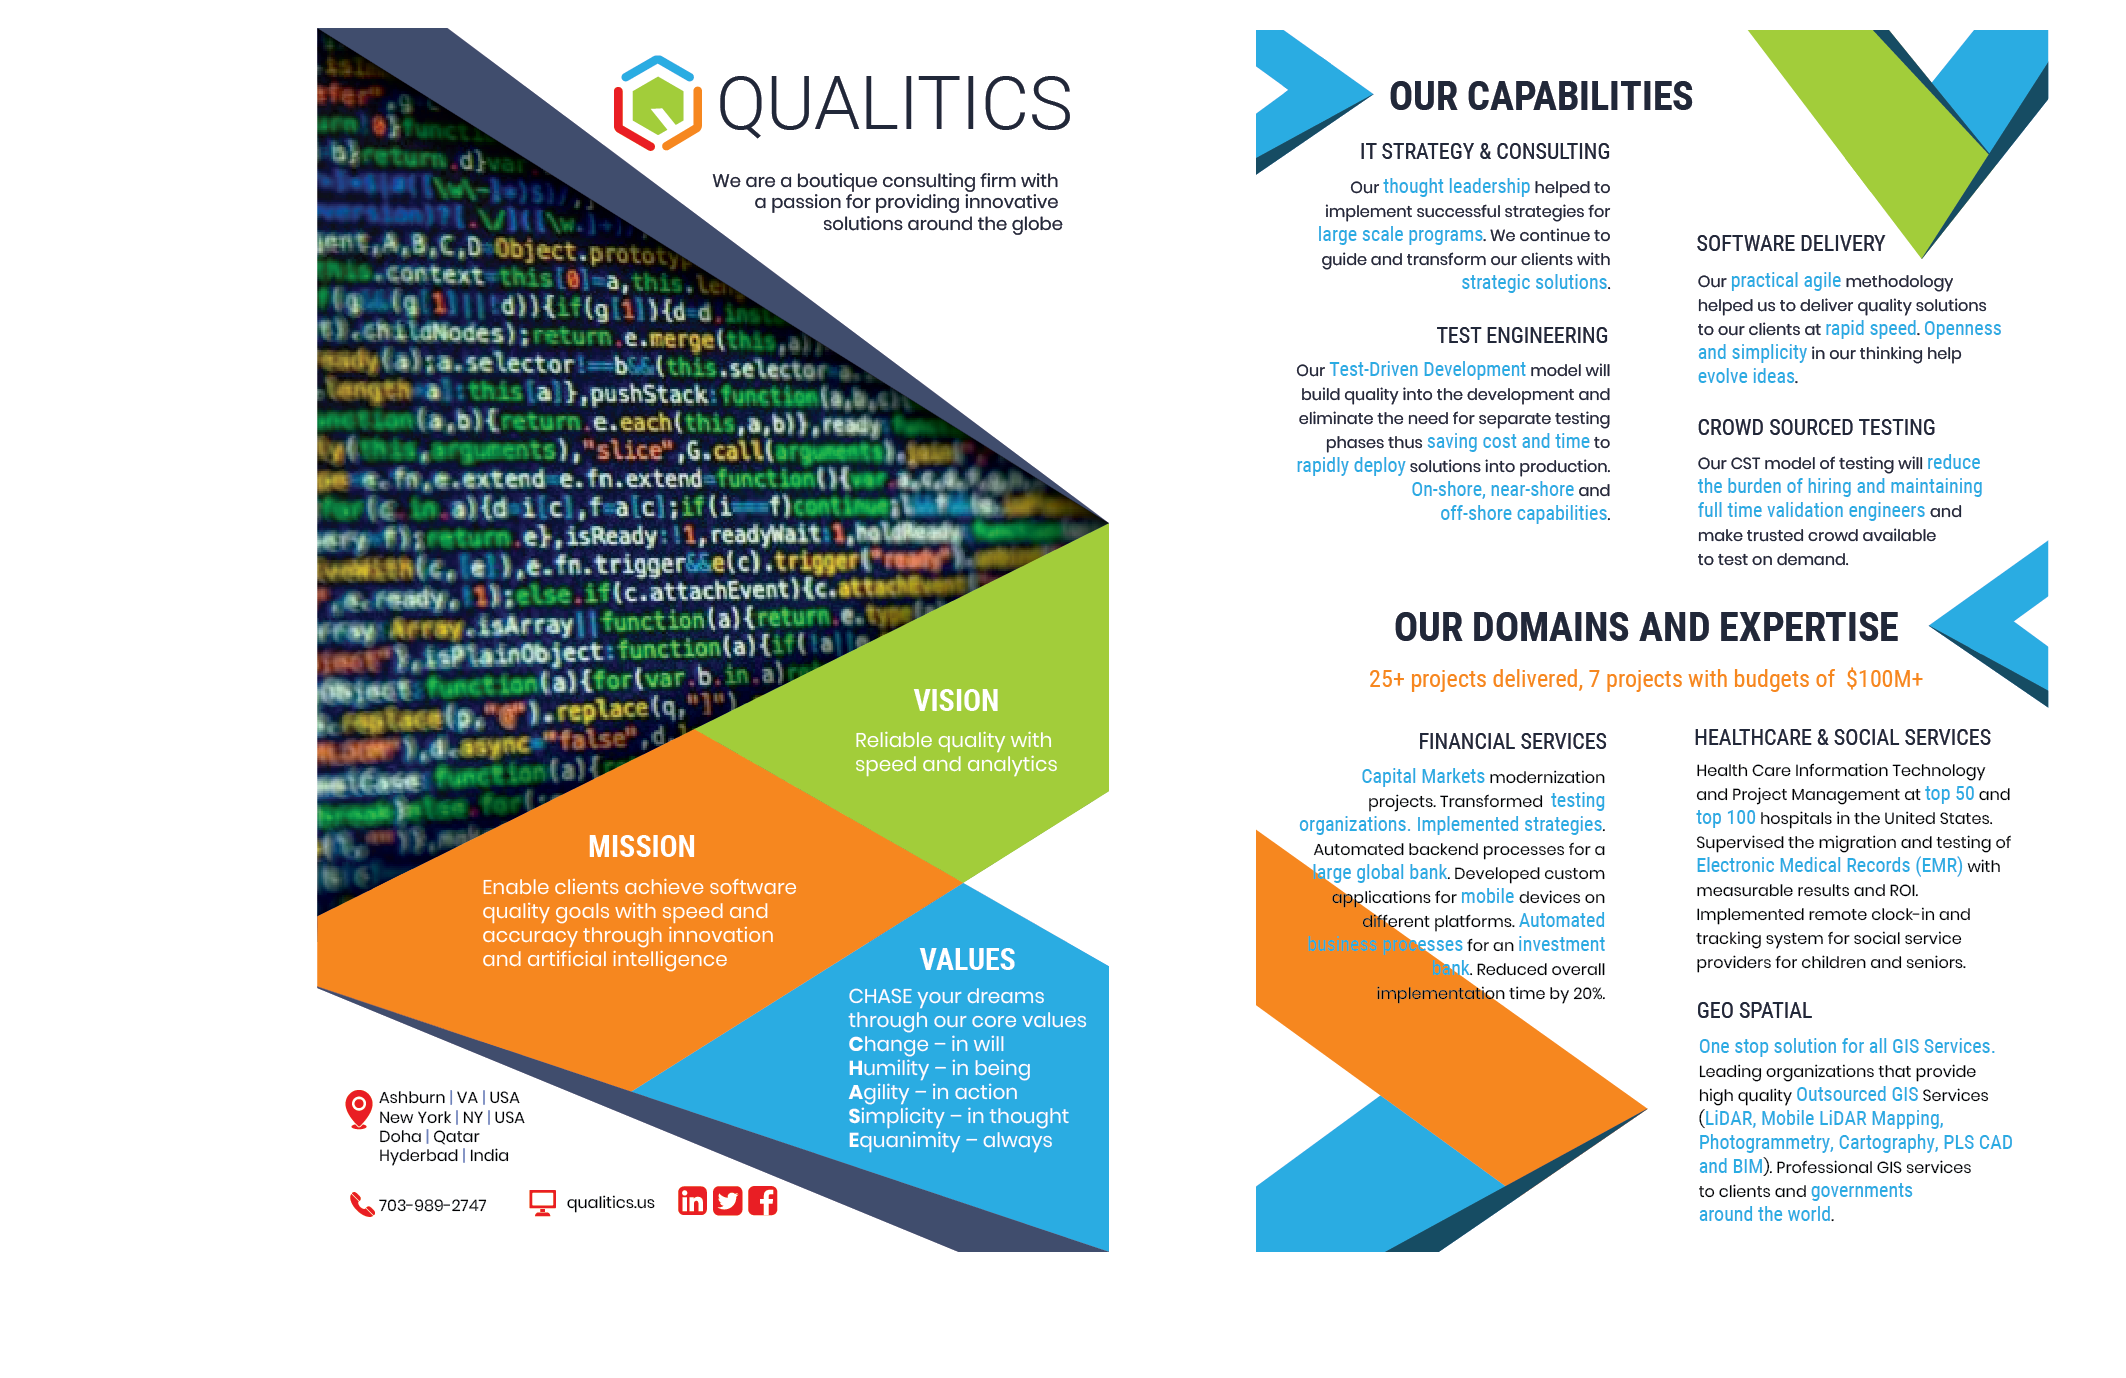 QUALITICS
We are a boutique consulting firm with
a passion for providing innovative
solutions around the globe
VISION
Reliable quality with
speed and analytics
MISSION
Enable clients achieve software
quality goals with speed and
accuracy through innovation
and artificial intelligence
VALUES
CHASE your dreams
through our core values
Change – in will
Humility – in being
Agility – in action
Simplicity – in thought
Equanimity – always
Ashburn | VA | USA
New York | NY | USA
Doha | Qatar
Hyderbad | India
703-989-2747
qualitics.us
OUR CAPABILITIES
IT STRATEGY & CONSULTING
Our thought leadership helped to
implement successful strategies for
large scale programs. We continue to
guide and transform our clients with
strategic solutions.
TEST ENGINEERING
Our Test-Driven Development model will
build quality into the development and
eliminate the need for separate testing
phases thus saving cost and time to
rapidly deploy solutions into production.
On-shore, near-shore and
off-shore capabilities.
SOFTWARE DELIVERY
Our practical agile methodology
helped us to deliver quality solutions
to our clients at rapid speed. Openness
and simplicity in our thinking help
evolve ideas.
CROWD SOURCED TESTING
Our CST model of testing will reduce
the burden of hiring and maintaining
full time validation engineers and
make trusted crowd available
to test on demand.
OUR DOMAINS AND EXPERTISE
25+ projects delivered, 7 projects with budgets of $100M+
FINANCIAL SERVICES
Capital Markets modernization
projects. Transformed testing
organizations. Implemented strategies.
Automated backend processes for a
large global bank. Developed custom
applications for mobile devices on
different platforms. Automated
business processes for an investment
bank. Reduced overall
implementation time by 20%.
HEALTHCARE & SOCIAL SERVICES
Health Care Information Technology
and Project Management at top 50 and
top 100 hospitals in the United States.
Supervised the migration and testing of
Electronic Medical Records (EMR) with
measurable results and ROI.
Implemented remote clock-in and
tracking system for social service
providers for children and seniors.
GEO SPATIAL
One stop solution for all GIS Services.
Leading organizations that provide
high quality Outsourced GIS Services
(LiDAR, Mobile LiDAR Mapping,
Photogrammetry, Cartography, PLS CAD
and BIM). Professional GIS services
to clients and governments
around the world.